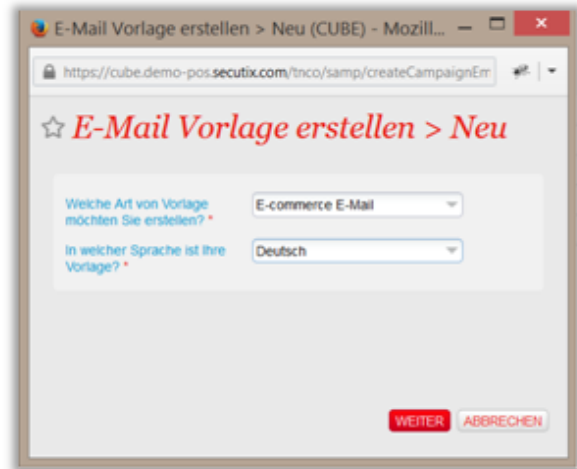 E-Mail Vorlage erstellen > Neu (CUBE) - Mozill...
https://cube.demo-pos.secutix.com/tnco/samp/createCampaignEm
E-Mail Vorlage erstellen > Neu
Welche Art von Vorlage
möchten Sie erstellen? *
E-commerce E-Mail
In welcher Sprache ist Ihre
Vorlage? *
Deutsch
WEITER ABBRECHEN